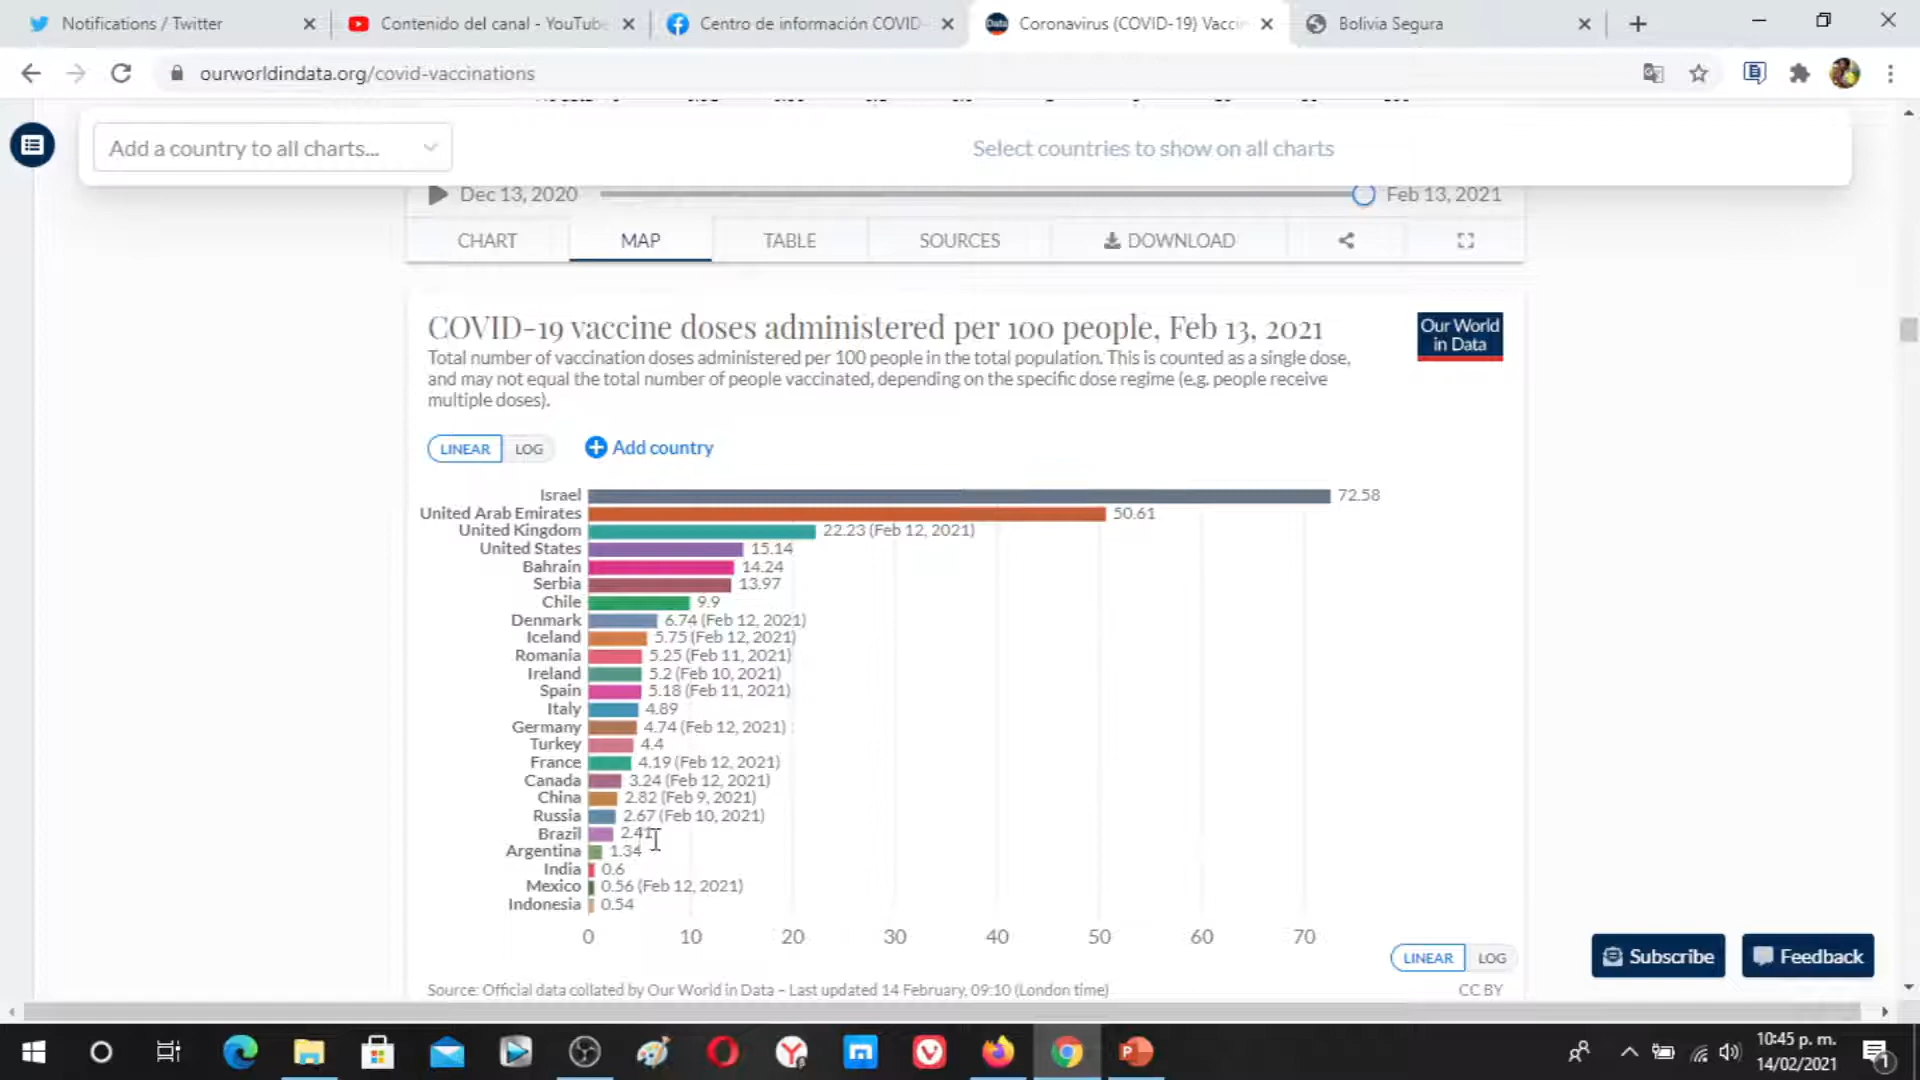 Notifications / Twitter
Contenido del canal - YouTube
Centro de información COVID-
Coronavirus (COVID-19) Vaccin
Bolivia Segura
ourworldindata.org/covid-vaccinations
Add a country to all charts...
Select countries to show on all charts
Dec 13, 2020
Feb 13, 2021
CHART
MAP
TABLE
SOURCES
DOWNLOAD
COVID-19 vaccine doses administered per 100 people, Feb 13, 2021
Our World
in Data
Total number of vaccination doses administered per 100 people in the total population. This is counted as a single dose,
and may not equal the total number of people vaccinated, depending on the specific dose regime (e.g. people receive
multiple doses).
LINEAR LOG
Add country
Israel 72.58
United Arab Emirates 50.61
United Kingdom 22.23 (Feb 12, 2021)
United States 15.14
Bahrain 14.24
Serbia 13.97
Chile 9.9
Denmark 6.74 (Feb 12, 2021)
Iceland 5.75 (Feb 12, 2021)
Romania 5.25 (Feb 11, 2021)
Ireland 5.2 (Feb 10, 2021)
Spain 5.18 (Feb 11, 2021)
Italy 4.89
Germany 4.74 (Feb 12, 2021)
Turkey 4.4
France 4.19 (Feb 12, 2021)
Canada 3.24 (Feb 12, 2021)
China 2.82 (Feb 9, 2021)
Russia 2.67 (Feb 10, 2021)
Brazil 2.41
Argentina 1.34
India 0.6
Mexico 0.56 (Feb 12, 2021)
Indonesia 0.54
0 10 20 30 40 50 60 70
LINEAR LOG
Subscribe
Feedback
Source: Official data collated by Our World in Data – Last updated 14 February, 09:10 (London time)
CC BY
10:45 p. m.
14/02/2021
1